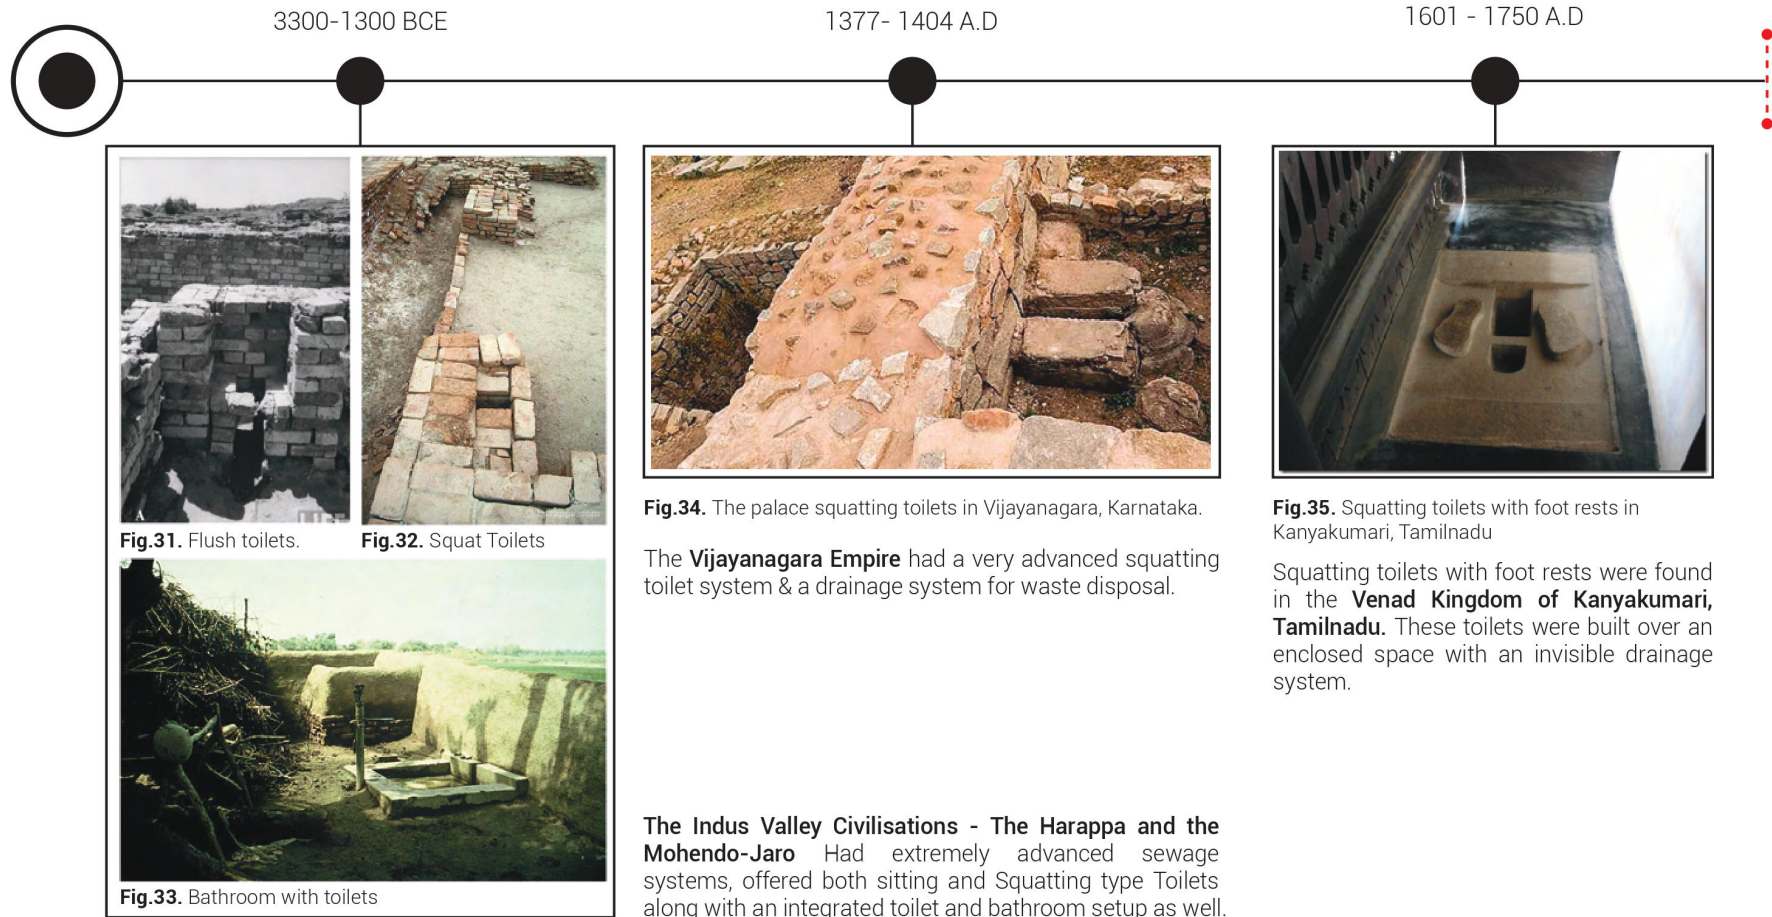 3300-1300 BCE
1377- 1404 A.D
1601 - 1750 A.D
A
Fig.31. Flush toilets.
Fig.32. Squat Toilets
Fig.33. Bathroom with toilets
Fig.34. The palace squatting toilets in Vijayanagara, Karnataka.
The Vijayanagara Empire had a very advanced squatting
toilet system & a drainage system for waste disposal.
The Indus Valley Civilisations - The Harappa and the
Mohendo-Jaro Had extremely advanced sewage
systems, offered both sitting and Squatting type Toilets
along with an integrated toilet and bathroom setup as well.
Fig.35. Squatting toilets with foot rests in
Kanyakumari, Tamilnadu
Squatting toilets with foot rests were found
in the Venad Kingdom of Kanyakumari,
Tamilnadu. These toilets were built over an
enclosed space with an invisible drainage
system.